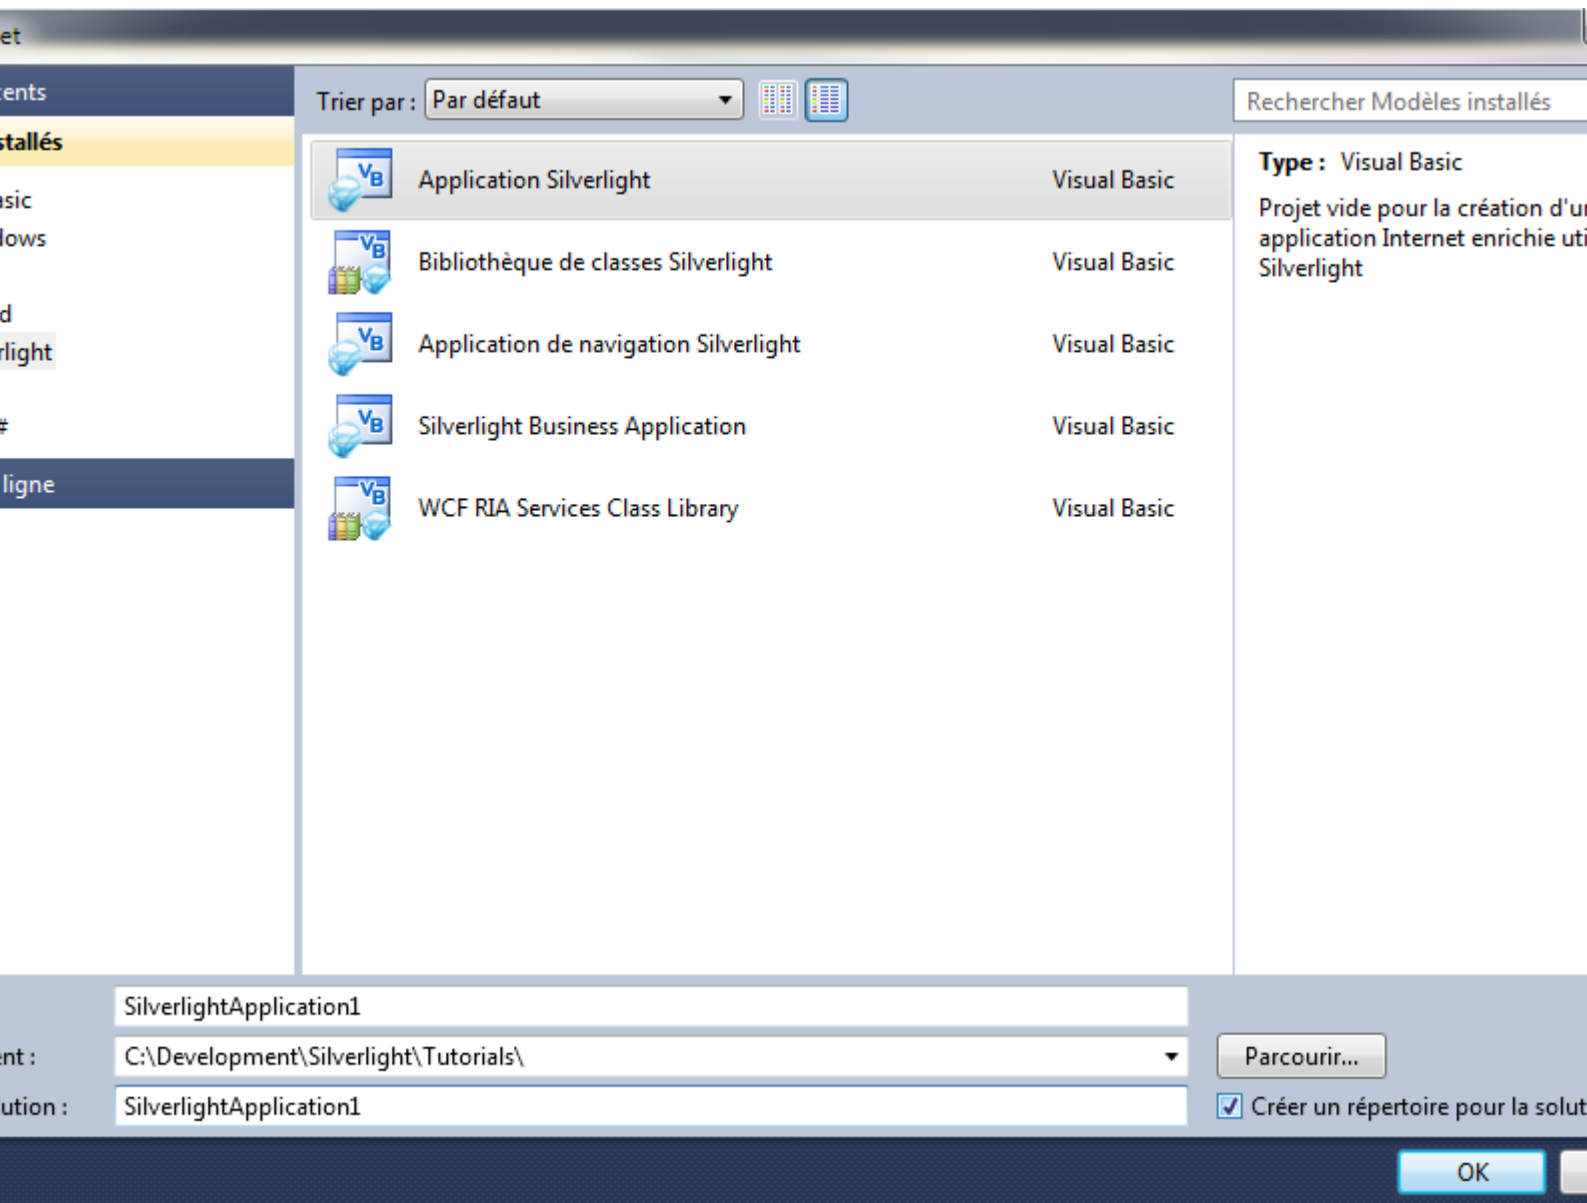 et
Trier par : Par défaut
Rechercher Modèles installés
ents
stallés
asic
dows
d
rlight
#
ligne
Application Silverlight Visual Basic
Bibliothèque de classes Silverlight Visual Basic
Application de navigation Silverlight Visual Basic
Silverlight Business Application Visual Basic
WCF RIA Services Class Library Visual Basic
Type : Visual Basic
Projet vide pour la création d'un
application Internet enrichie uti
Silverlight
SilverlightApplication1
ent : C:\Development\Silverlight\Tutorials\ Parcourir...
ution : SilverlightApplication1 Créer un répertoire pour la solut
OK